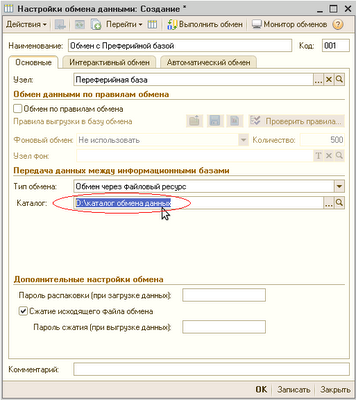 Настройки обмена данными: Создание *
Действия Перейти Выполнить обмен Монитор обменов
Наименование: Обмен с Преферийной базой Код: 001
Основные Интерактивный обмен Автоматический обмен
Узел: Переферийная база
Обмен данными по правилам обмена
Обмен по правилам обмена
Правила выгрузки в базу обмена Проверить правила...
Фоновый обмен: Не использовать Количество: 500
Узел фон:
Передача данных между информационными базами
Тип обмена: Обмен через файловый ресурс
Каталог: D:\каталог обмена данных
Дополнительные настройки обмена
Пароль распаковки (при загрузке данных):
Сжатие исходящего файла обмена
Пароль сжатия (при выгрузке данных):
Комментарий:
OK Записать Закрыть